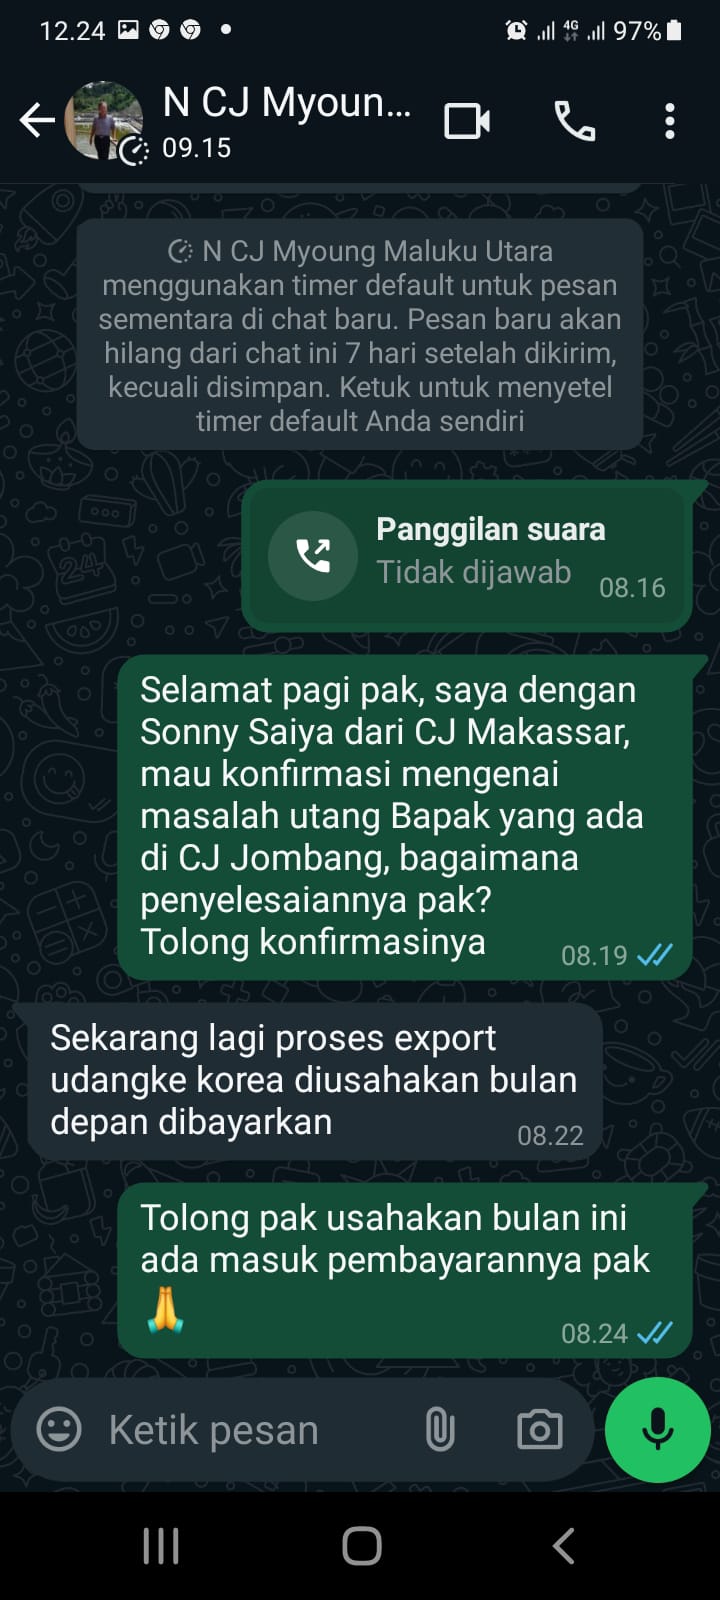 12.24
4G
97%
N CJ Myoun...
09.15
N CJ Myoung Maluku Utara
menggunakan timer default untuk pesan
sementara di chat baru. Pesan baru akan
hilang dari chat ini 7 hari setelah dikirim,
kecuali disimpan. Ketuk untuk menyetel
timer default Anda sendiri
Panggilan suara
Tidak dijawab
08.16
Selamat pagi pak, saya dengan
Sonny Saiya dari CJ Makassar,
mau konfirmasi mengenai
masalah utang Bapak yang ada
di CJ Jombang, bagaimana
penyelesaiannya pak?
Tolong konfirmasinya
08.19
Sekarang lagi proses export
udangke korea diusahakan bulan
depan dibayarkan
08.22
Tolong pak usahakan bulan ini
ada masuk pembayarannya pak
🙏
08.24
Ketik pesan